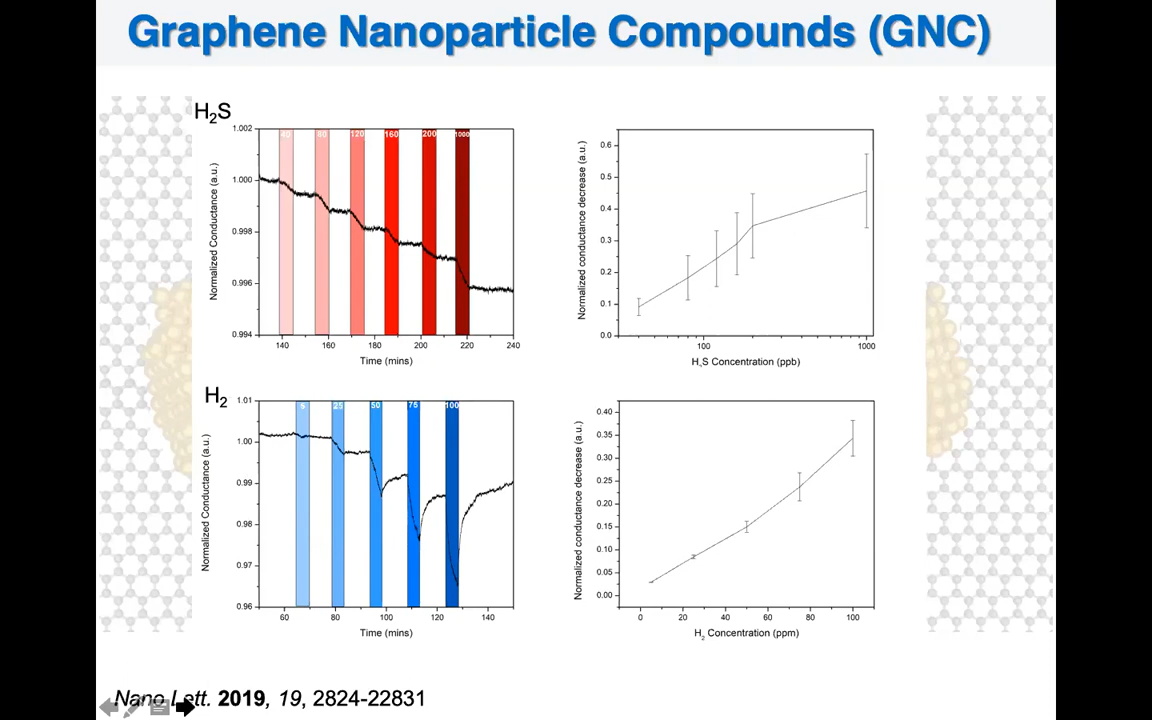 Graphene Nanoparticle Compounds (GNC)
H2S
1.002
1.000
0.998
0.996
0.994
Normalized Conductance (a.u.)
40 80 120 160 200 1000
140 160 180 200 220 240
Time (mins)
0.6
0.5
0.4
0.3
0.2
0.1
0.0
Normalized conductance decrease (a.u.)
100 1000
H2S Concentration (ppb)
H2
1.01
1.00
0.99
0.98
0.97
0.96
Normalized Conductance (a.u.)
5 25 50 75 100
60 80 100 120 140
Time (mins)
0.40
0.35
0.30
0.25
0.20
0.15
0.10
0.05
0.00
Normalized conductance decrease (a.u.)
0 20 40 60 80 100
H2 Concentration (ppm)
Nano Lett. 2019, 19, 2824-22831